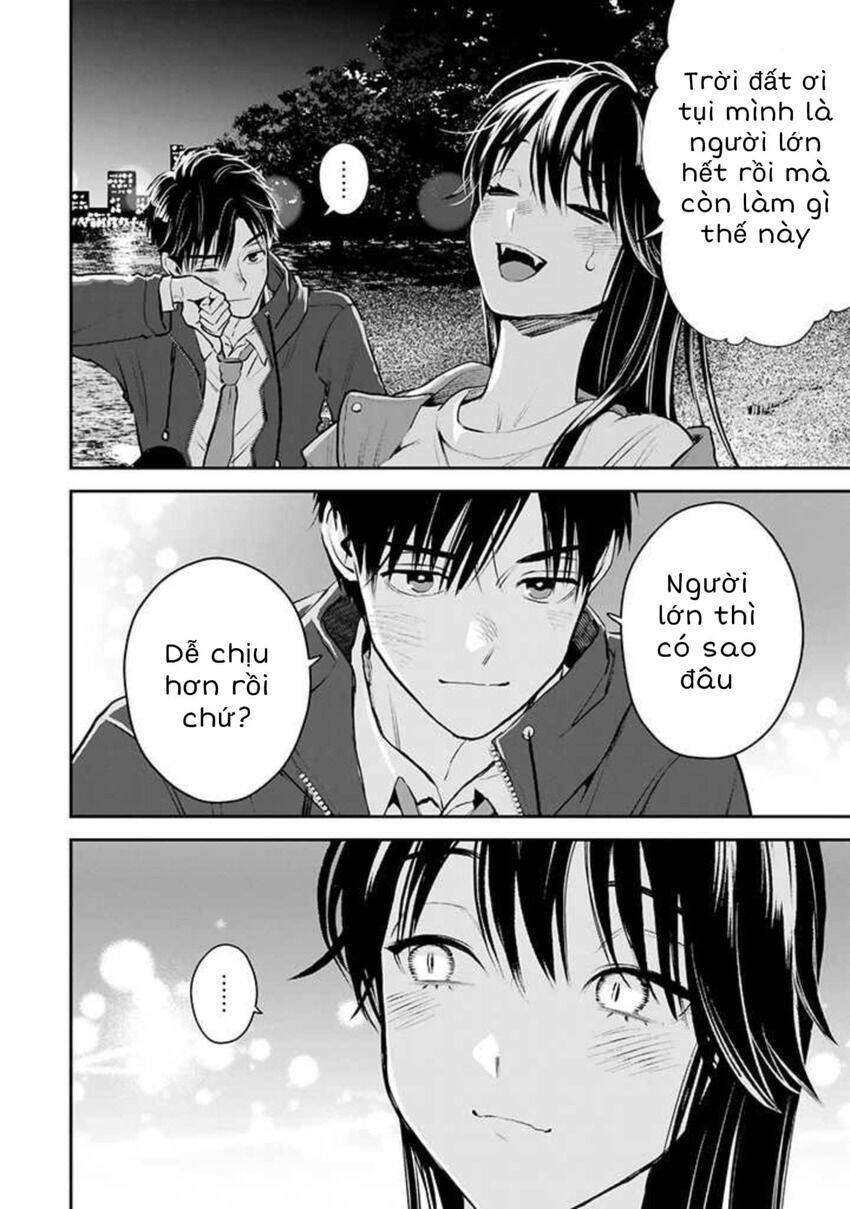 Trời đất ơi
tụi mình là
người lớn
hết rồi mà
còn làm gì
thế này
......
Người
lớn thì
có sao
đâu
Dễ chịu
hơn rồi
chứ?
......